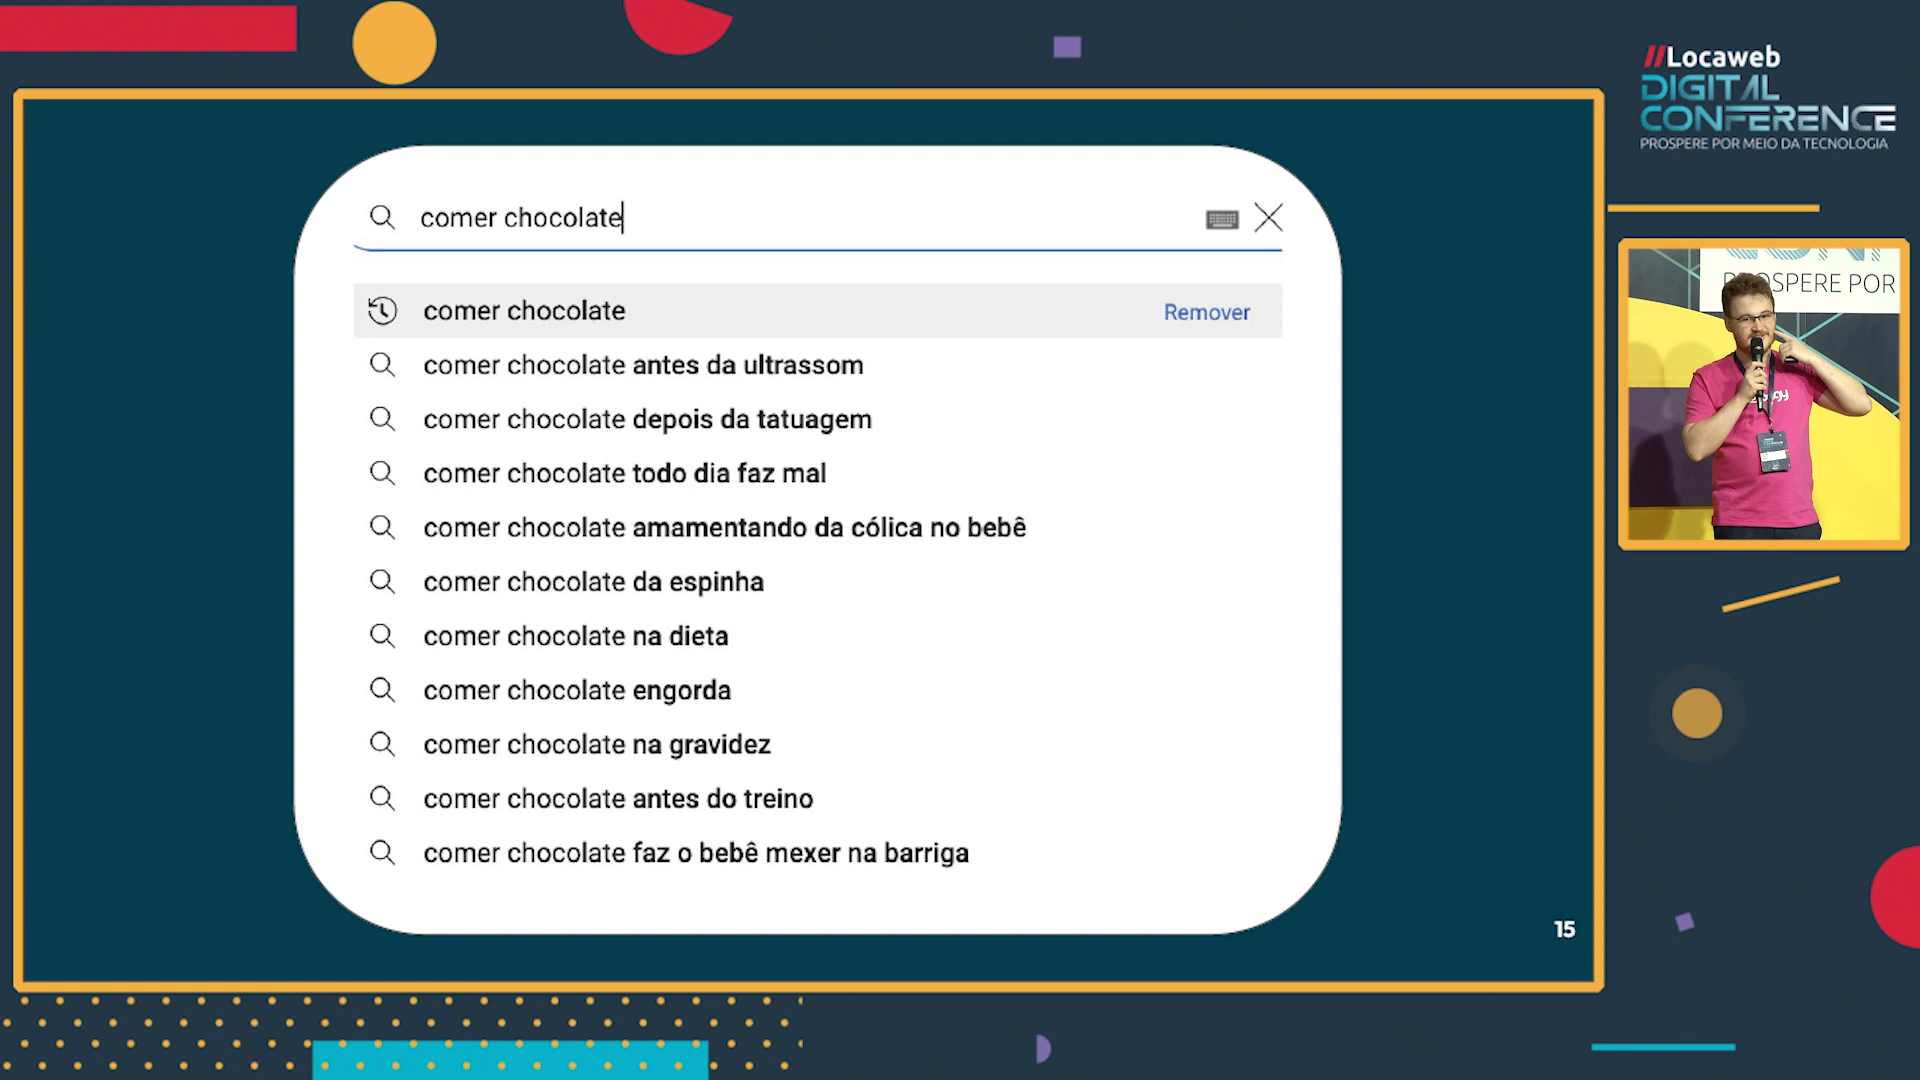 //Locaweb
DIGITAL
CONFERENCE
PROSPERE POR MEIO DA TECNOLOGIA
comer chocolate
comer chocolate Remover
comer chocolate antes da ultrassom
comer chocolate depois da tatuagem
comer chocolate todo dia faz mal
comer chocolate amamentando da cólica no bebê
comer chocolate da espinha
comer chocolate na dieta
comer chocolate engorda
comer chocolate na gravidez
comer chocolate antes do treino
comer chocolate faz o bebê mexer na barriga
15
SPERE POR